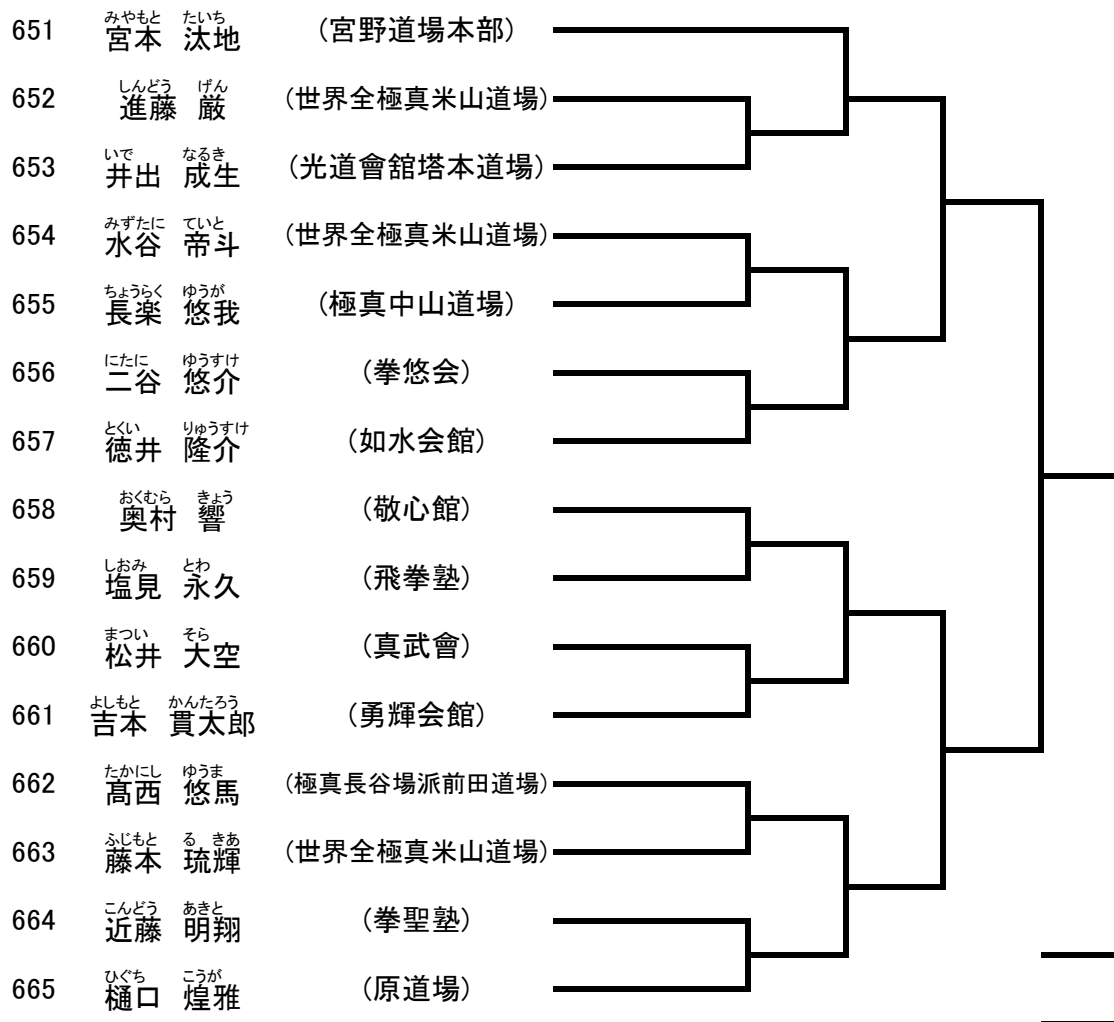 みやもと たいち
651 宮本 汰地 (宮野道場本部)
しんどう げん
652 進藤 厳 (世界全極真米山道場)
いで なるき
653 井出 成生 (光道會舘塔本道場)
みずたに ていと
654 水谷 帝斗 (世界全極真米山道場)
ちょうらく ゆうが
655 長楽 悠我 (極真中山道場)
にたに ゆうすけ
656 二谷 悠介 (拳悠会)
とくい りゅうすけ
657 徳井 隆介 (如水会館)
おくむら きょう
658 奥村 響 (敬心館)
しおみ とわ
659 塩見 永久 (飛拳塾)
まつい そら
660 松井 大空 (真武會)
よしもと かんたろう
661 吉本 貫太郎 (勇輝会館)
たかにし ゆうま
662 髙西 悠馬 (極真長谷場派前田道場)
ふじもと る きあ
663 藤本 琉輝 (世界全極真米山道場)
こんどう あきと
664 近藤 明翔 (拳聖塾)
ひぐち こうが
665 樋口 煌雅 (原道場)